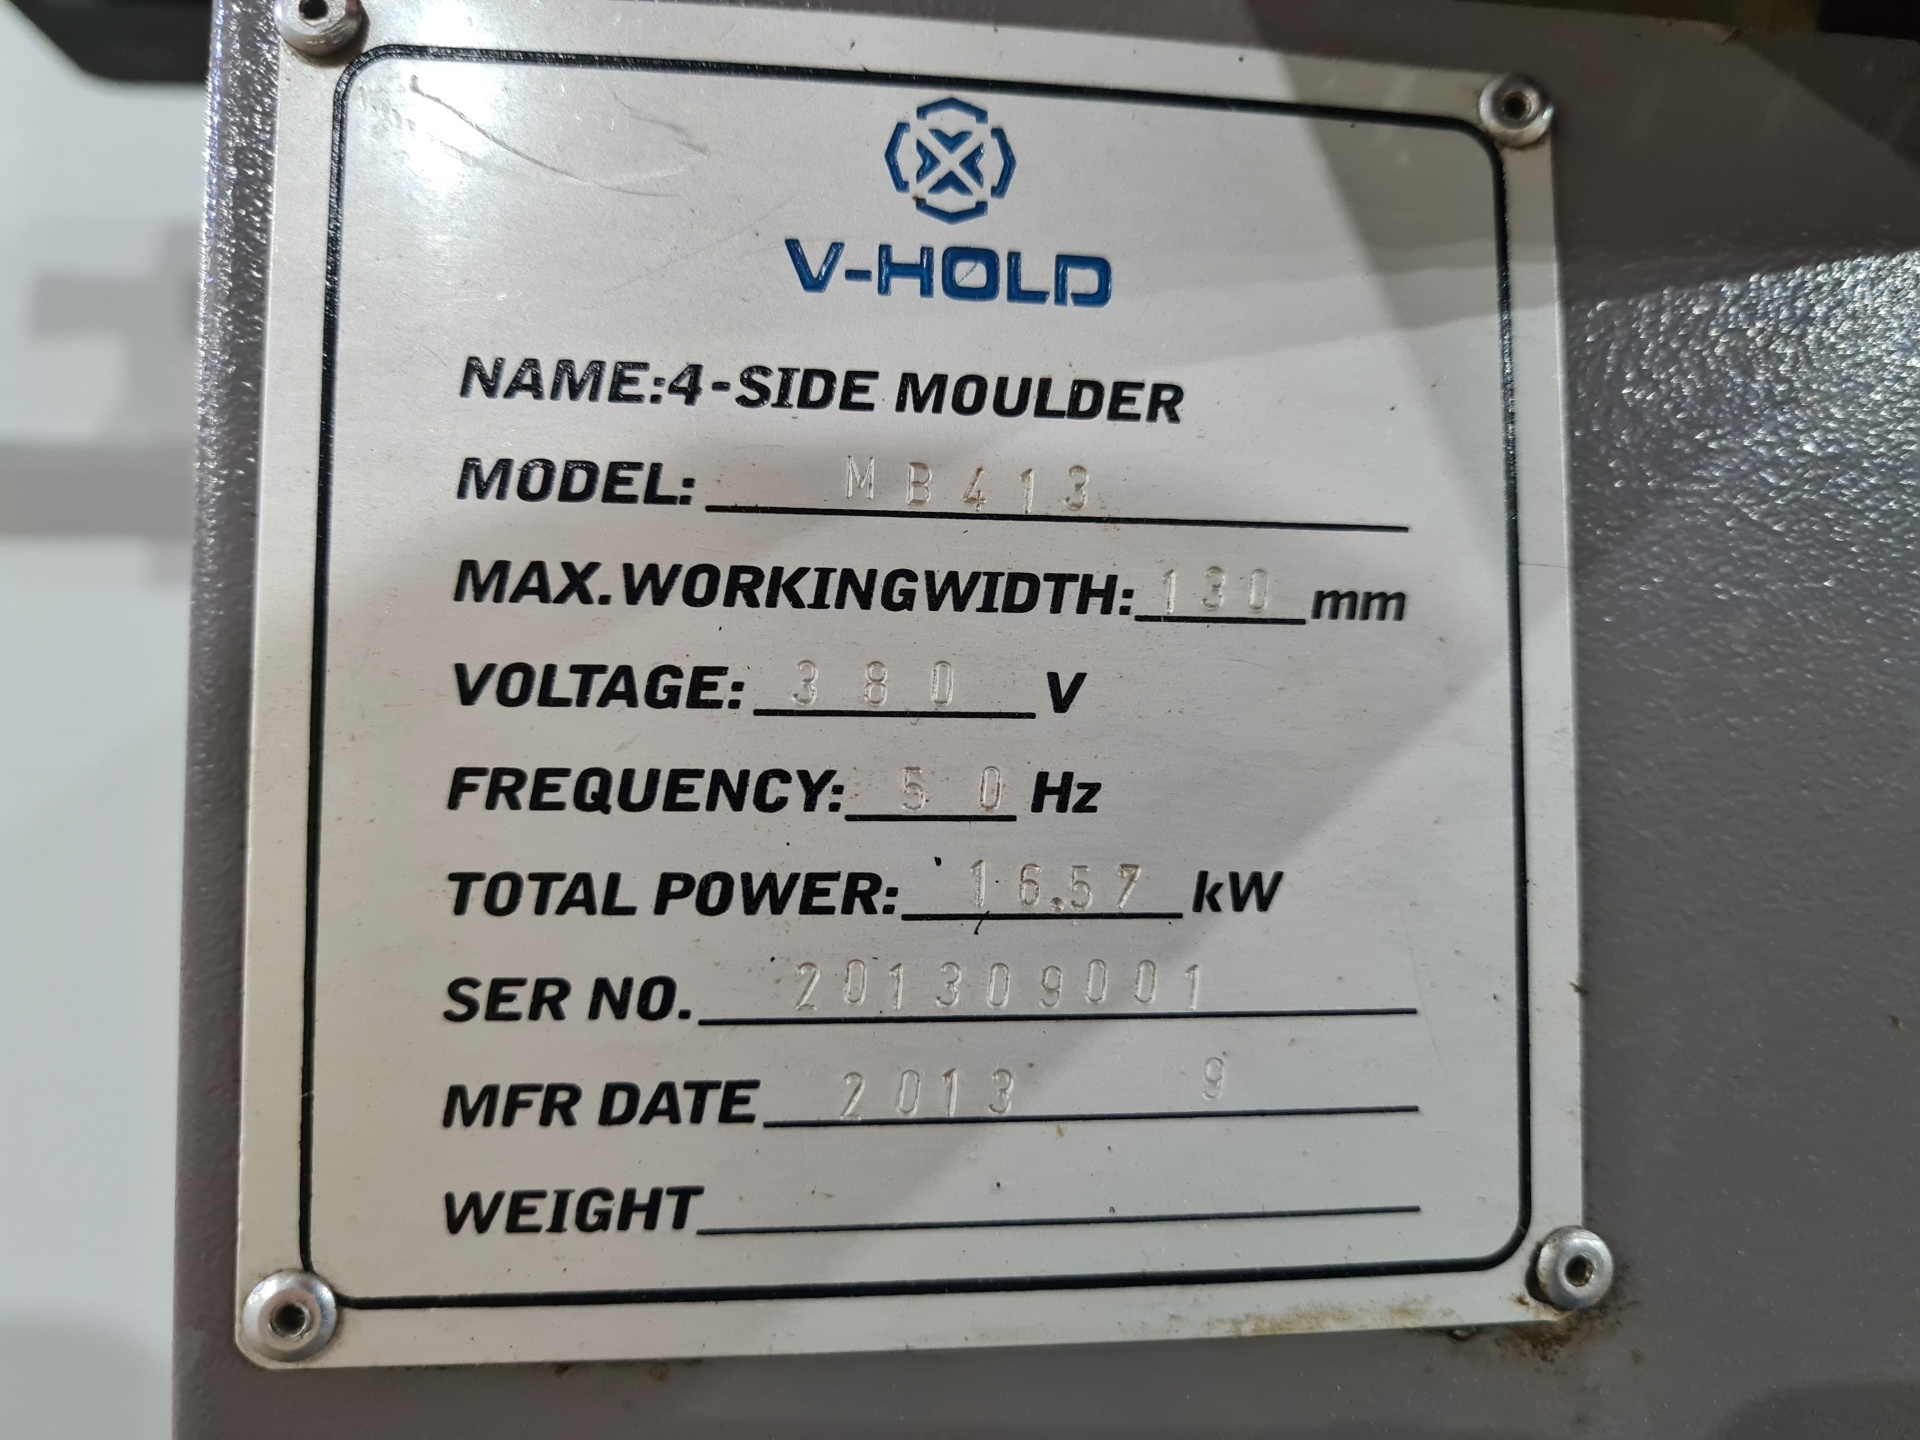 V-HOLD
NAME:4-SIDE MOULDER
MODEL: MB413
MAX.WORKINGWIDTH: 130 mm
VOLTAGE: 380 V
FREQUENCY: 50 Hz
TOTAL POWER: 16.57 kW
SER NO. 201309001
MFR DATE 2013 9
WEIGHT